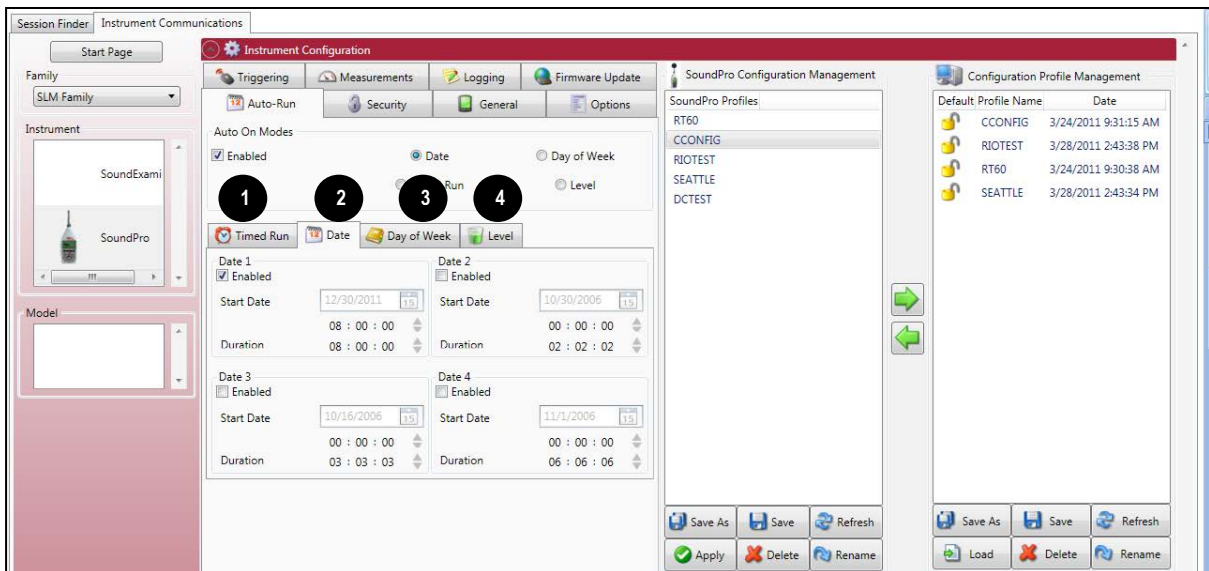 Session Finder Instrument Communications
Start Page
Family
SLM Family
Instrument
SoundExami
SoundPro
Model
Instrument Configuration
Triggering Measurements Logging Firmware Update
Auto-Run Security General Options
Auto On Modes
Enabled Date Day of Week
Run Level
1 2 3 4
Timed Run Date Day of Week Level
Date 1 Date 2
Enabled Enabled
Start Date 12/30/2011 15 Start Date 10/30/2006 15
08 : 00 : 00 00 : 00 : 00
Duration 08 : 00 : 00 Duration 02 : 02 : 02
Date 3 Date 4
Enabled Enabled
Start Date 10/16/2006 15 Start Date 11/1/2006 15
00 : 00 : 00 00 : 00 : 00
Duration 03 : 03 : 03 Duration 06 : 06 : 06
SoundPro Configuration Management
SoundPro Profiles
RT60
CCONFIG
RIOTEST
SEATTLE
DCTEST
Save As Save Refresh
Apply Delete Rename
Configuration Profile Management
Default Profile Name Date
CCONFIG 3/24/2011 9:31:15 AM
RIOTEST 3/28/2011 2:43:38 PM
RT60 3/24/2011 9:30:38 AM
SEATTLE 3/28/2011 2:43:34 PM
Save As Save Refresh
Load Delete Rename